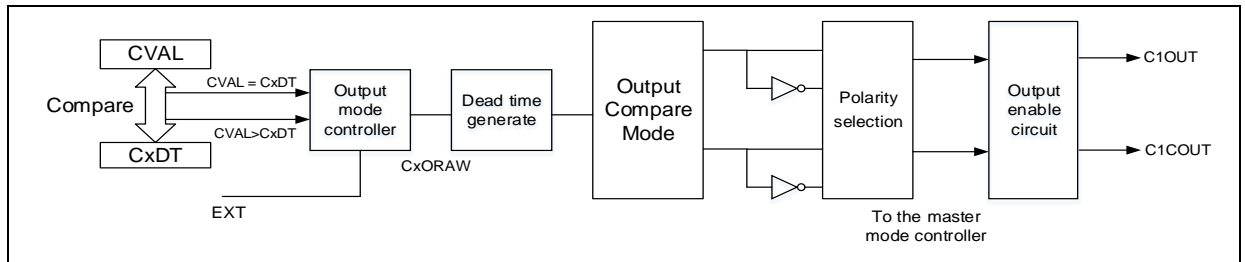 CVAL
Compare
CxDT
CVAL = CxDT
CVAL>CxDT
EXT
Output
mode
controller
CxORAW
Dead time
generate
Output
Compare
Mode
Polarity
selection
To the master
mode controller
Output
enable
circuit
C1OUT
C1COUT